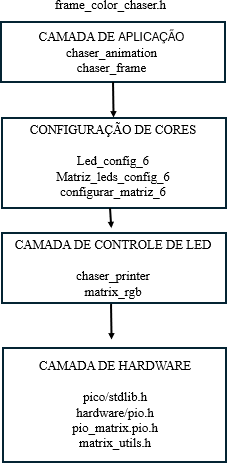 frame_color_chaser.h
CAMADA DE APLICAÇÃO
chaser_animation
chaser_frame
CONFIGURAÇÃO DE CORES
Led_config_6
Matriz_leds_config_6
configurar_matriz_6
CAMADA DE CONTROLE DE LED
chaser_printer
matrix_rgb
CAMADA DE HARDWARE
pico/stdlib.h
hardware/pio.h
pio_matrix.pio.h
matrix_utils.h